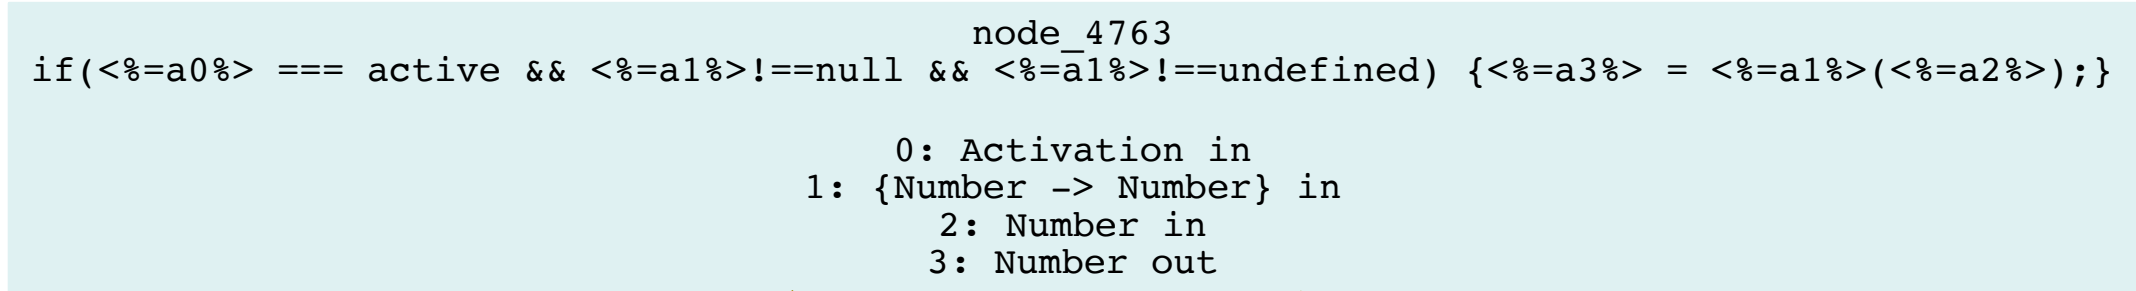 node_4763
if(<%=a0%> === active && <%=a1%>!==null && <%=a1%>!==undefined) {<%=a3%> = <%=a1%>(<%=a2%>);}
0: Activation in
1: {Number -> Number} in
2: Number in
3: Number out